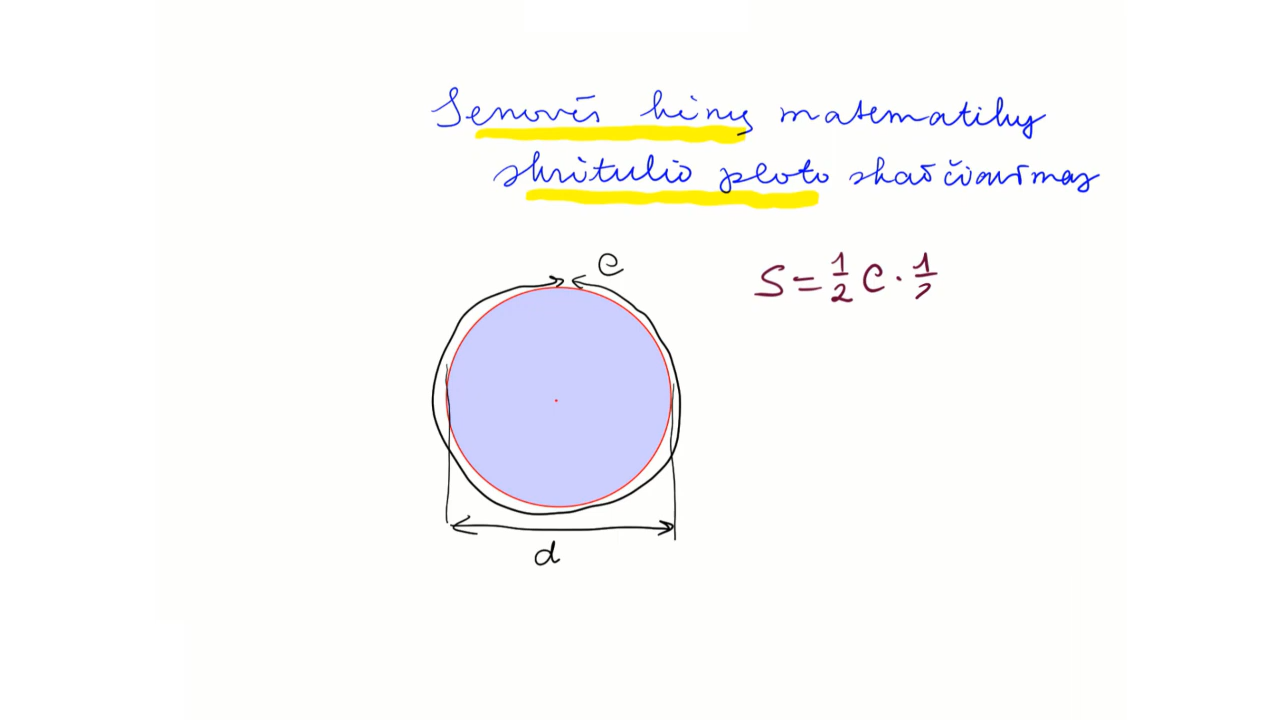 Senovės kinų matematikų
skritulio ploto skaičiavimas
C
S = 1/2 C · 1/2
d